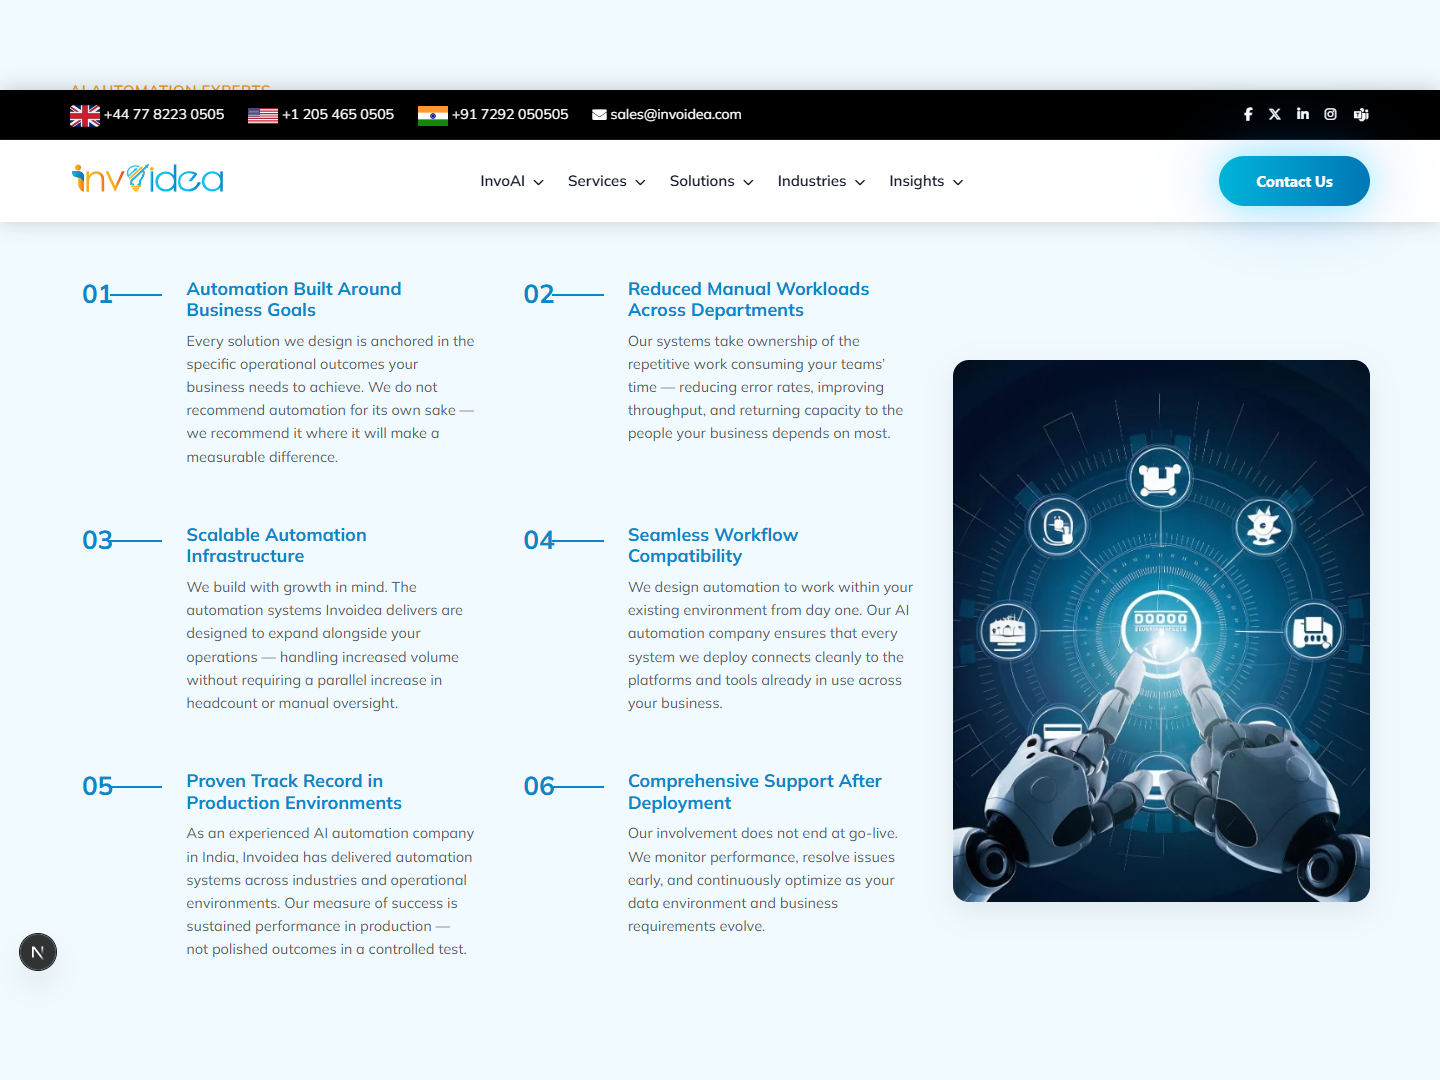 AI AUTOMATION EXPERTS
+44 77 8223 0505 +1 205 465 0505 +91 7292 050505 sales@invoidea.com
invoidea InvoAI Services Solutions Industries Insights Contact Us
01
Automation Built Around
Business Goals
Every solution we design is anchored in the
specific operational outcomes your
business needs to achieve. We do not
recommend automation for its own sake —
we recommend it where it will make a
measurable difference.
02
Reduced Manual Workloads
Across Departments
Our systems take ownership of the
repetitive work consuming your teams’
time — reducing error rates, improving
throughput, and returning capacity to the
people your business depends on most.
03
Scalable Automation
Infrastructure
We build with growth in mind. The
automation systems Invoidea delivers are
designed to expand alongside your
operations — handling increased volume
without requiring a parallel increase in
headcount or manual oversight.
04
Seamless Workflow
Compatibility
We design automation to work within your
existing environment from day one. Our AI
automation company ensures that every
system we deploy connects cleanly to the
platforms and tools already in use across
your business.
05
Proven Track Record in
Production Environments
As an experienced AI automation company
in India, Invoidea has delivered automation
systems across industries and operational
environments. Our measure of success is
sustained performance in production —
not polished outcomes in a controlled test.
06
Comprehensive Support After
Deployment
Our involvement does not end at go-live.
We monitor performance, resolve issues
early, and continuously optimize as your
data environment and business
requirements evolve.
N